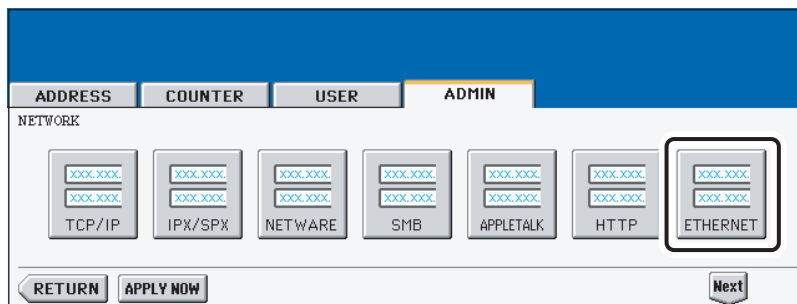 ADDRESS COUNTER USER ADMIN
NETWORK
xxx.xxx. xxx.xxx. xxx.xxx. xxx.xxx. xxx.xxx. xxx.xxx. xxx.xxx.
xxx.xxx. xxx.xxx. xxx.xxx. xxx.xxx. xxx.xxx. xxx.xxx. xxx.xxx.
TCP/IP IPX/SPX NETWARE SMB APPLETALK HTTP ETHERNET
RETURN APPLY NOW Next